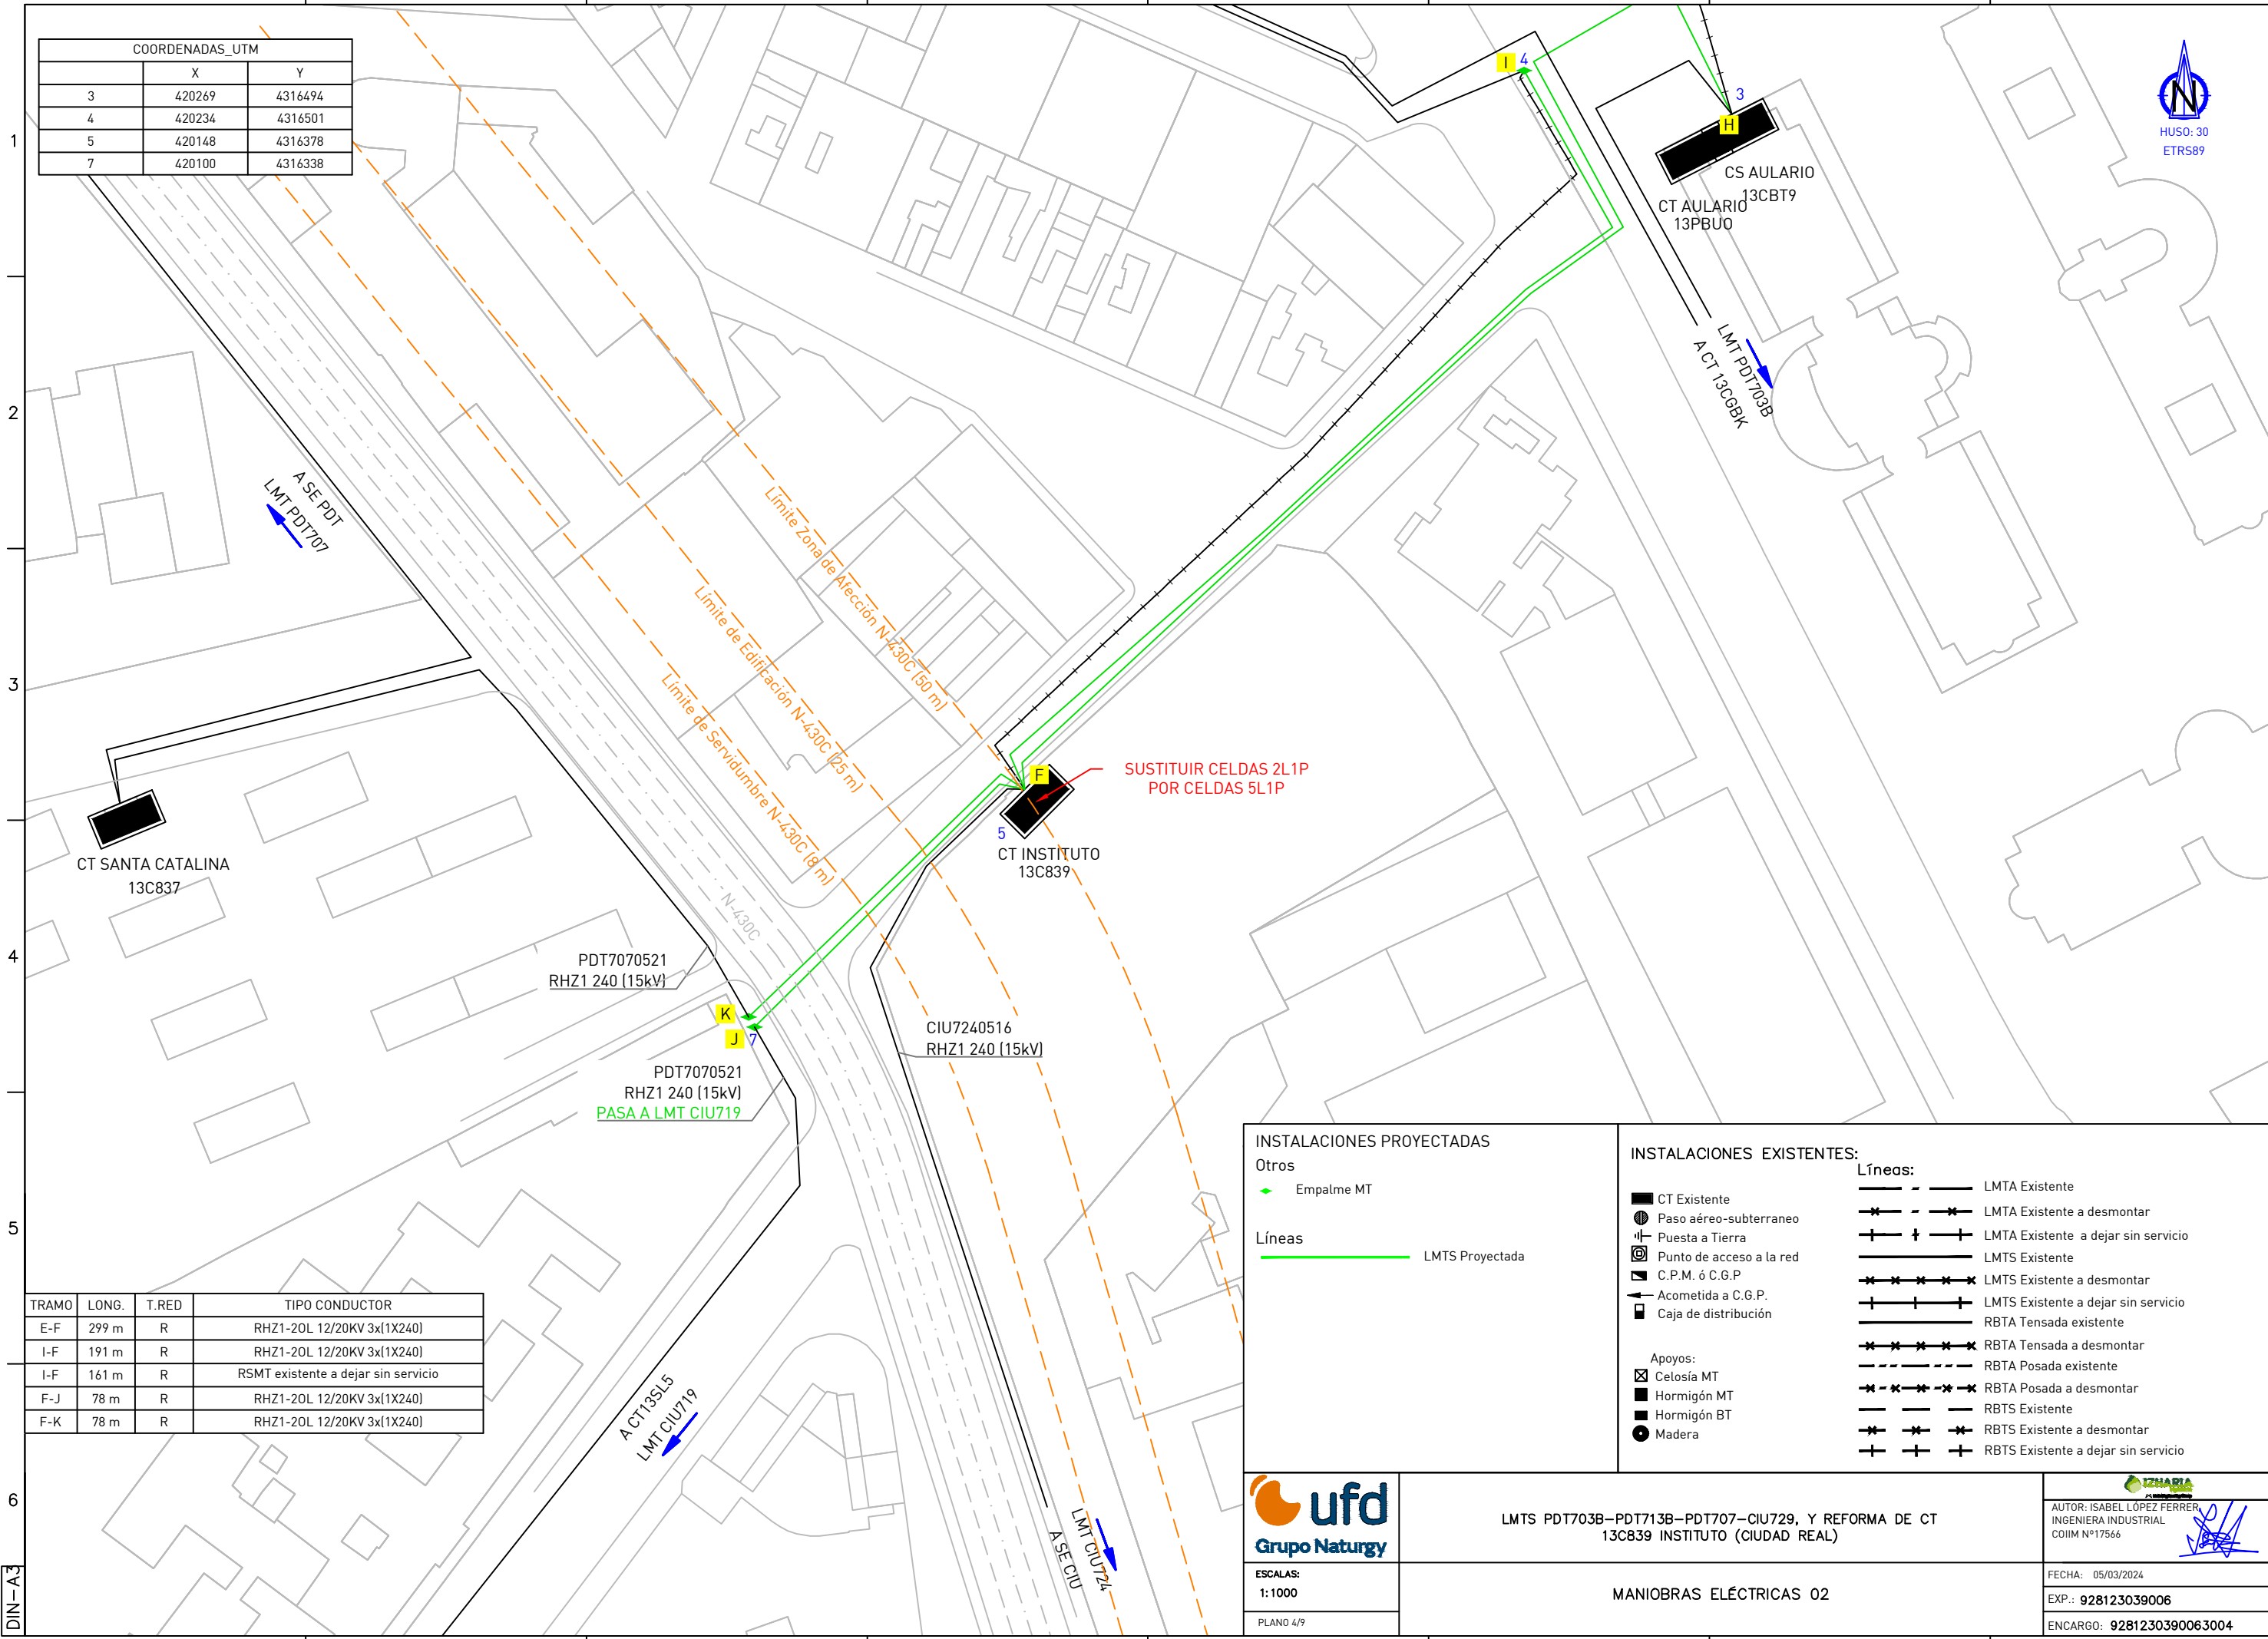 COORDENADAS_UTM
X Y
3 420269 4316494
4 420234 4316501
5 420148 4316378
7 420100 4316338
1
2
3
4
5
6
DIN-A3
I 4
3
H
CS AULARIO
13CBT9
CT AULARIO
13PBUO
N
HUSO: 30
ETRS89
LMT PDT703B
A CT 13CGBK
A SE PDT
LMT PDT707
Límite Zona de Afección N-430C (50 m)
Límite de Edificación N-430C (25 m)
Límite de Servidumbre N-430C (8 m)
F
SUSTITUIR CELDAS 2L1P
POR CELDAS 5L1P
5
CT INSTITUTO
13C839
CT SANTA CATALINA
13C837
N-430C
PDT7070521
RHZ1 240 (15kV)
K
J 7
CIU7240516
RHZ1 240 (15kV)
PDT7070521
RHZ1 240 (15kV)
PASA A LMT CIU719
A CT13SL5
LMT CIU719
LMT CIU724
A SE CIU
TRAMO LONG. T.RED TIPO CONDUCTOR
E-F 299 m R RHZ1-2OL 12/20KV 3x(1X240)
I-F 191 m R RHZ1-2OL 12/20KV 3x(1X240)
I-F 161 m R RSMT existente a dejar sin servicio
F-J 78 m R RHZ1-2OL 12/20KV 3x(1X240)
F-K 78 m R RHZ1-2OL 12/20KV 3x(1X240)
INSTALACIONES PROYECTADAS
Otros
Empalme MT
Líneas
LMTS Proyectada
INSTALACIONES EXISTENTES:
CT Existente
Paso aéreo-subterraneo
Puesta a Tierra
Punto de acceso a la red
C.P.M. ó C.G.P
Acometida a C.G.P.
Caja de distribución
Apoyos:
Celosía MT
Hormigón MT
Hormigón BT
Madera
Líneas:
LMTA Existente
LMTA Existente a desmontar
LMTA Existente a dejar sin servicio
LMTS Existente
LMTS Existente a desmontar
LMTS Existente a dejar sin servicio
RBTA Tensada existente
RBTA Tensada a desmontar
RBTA Posada existente
RBTA Posada a desmontar
RBTS Existente
RBTS Existente a desmontar
RBTS Existente a dejar sin servicio
ufd
Grupo Naturgy
LMTS PDT703B-PDT713B-PDT707-CIU729, Y REFORMA DE CT
13C839 INSTITUTO (CIUDAD REAL)
IZHARIA
AUTOR: ISABEL LÓPEZ FERRER
INGENIERA INDUSTRIAL
COIIM Nº17566
ESCALAS:
1:1000
PLANO 4/9
MANIOBRAS ELÉCTRICAS 02
FECHA: 05/03/2024
EXP.: 928123039006
ENCARGO: 9281230390063004